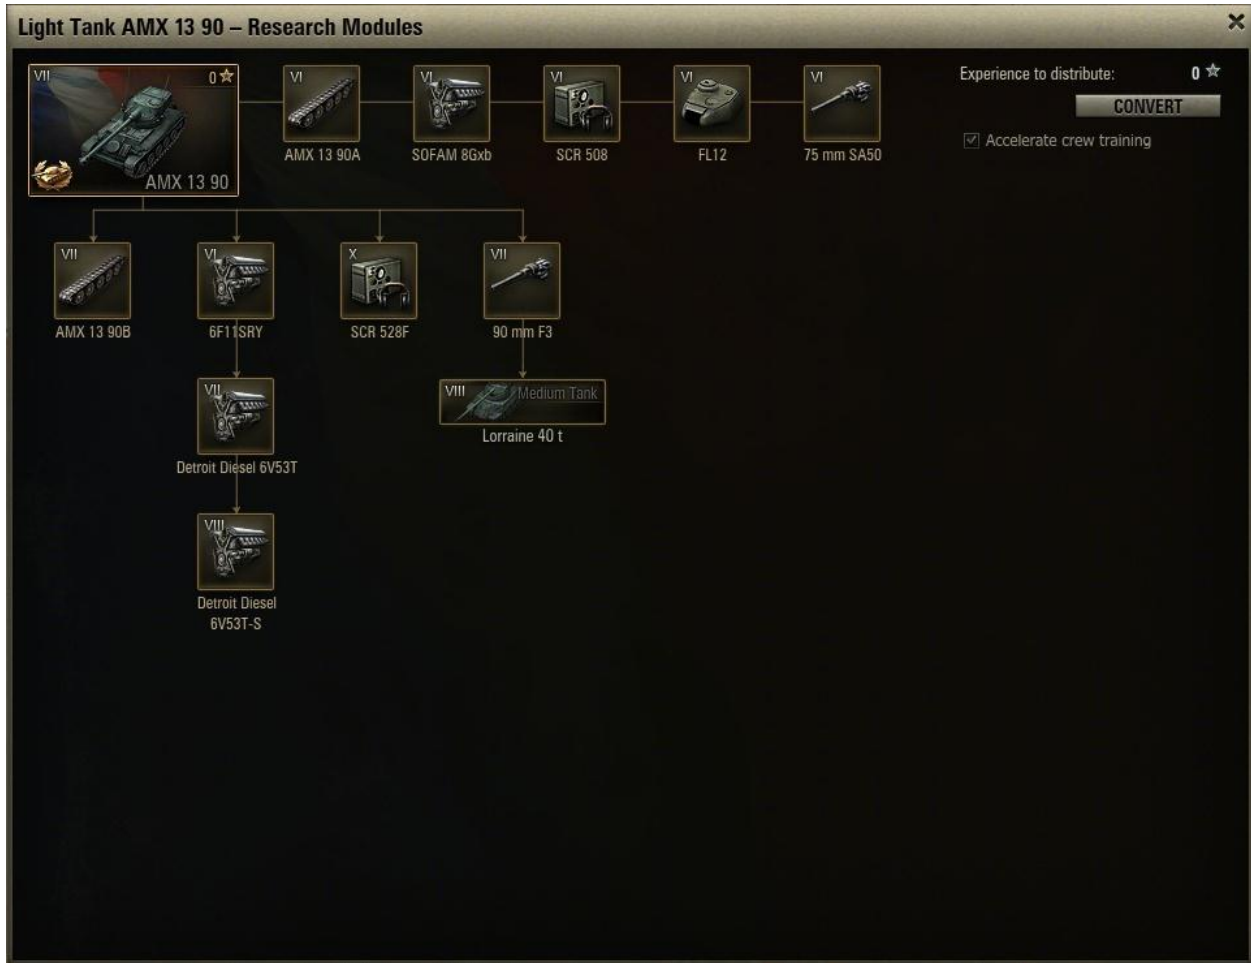 Light Tank AMX 13 90 – Research Modules
VII 0
AMX 13 90
VI VI VI VI VI
AMX 13 90A SOFAM 8Gxb SCR 508 FL12 75 mm SA50
Experience to distribute: 0
CONVERT
Accelerate crew training
VII VI X VII
AMX 13 90B 6F11SRY SCR 528F 90 mm F3
VII
Detroit Diesel 6V53T
VIII Medium Tank
Lorraine 40 t
VIII
Detroit Diesel
6V53T-S